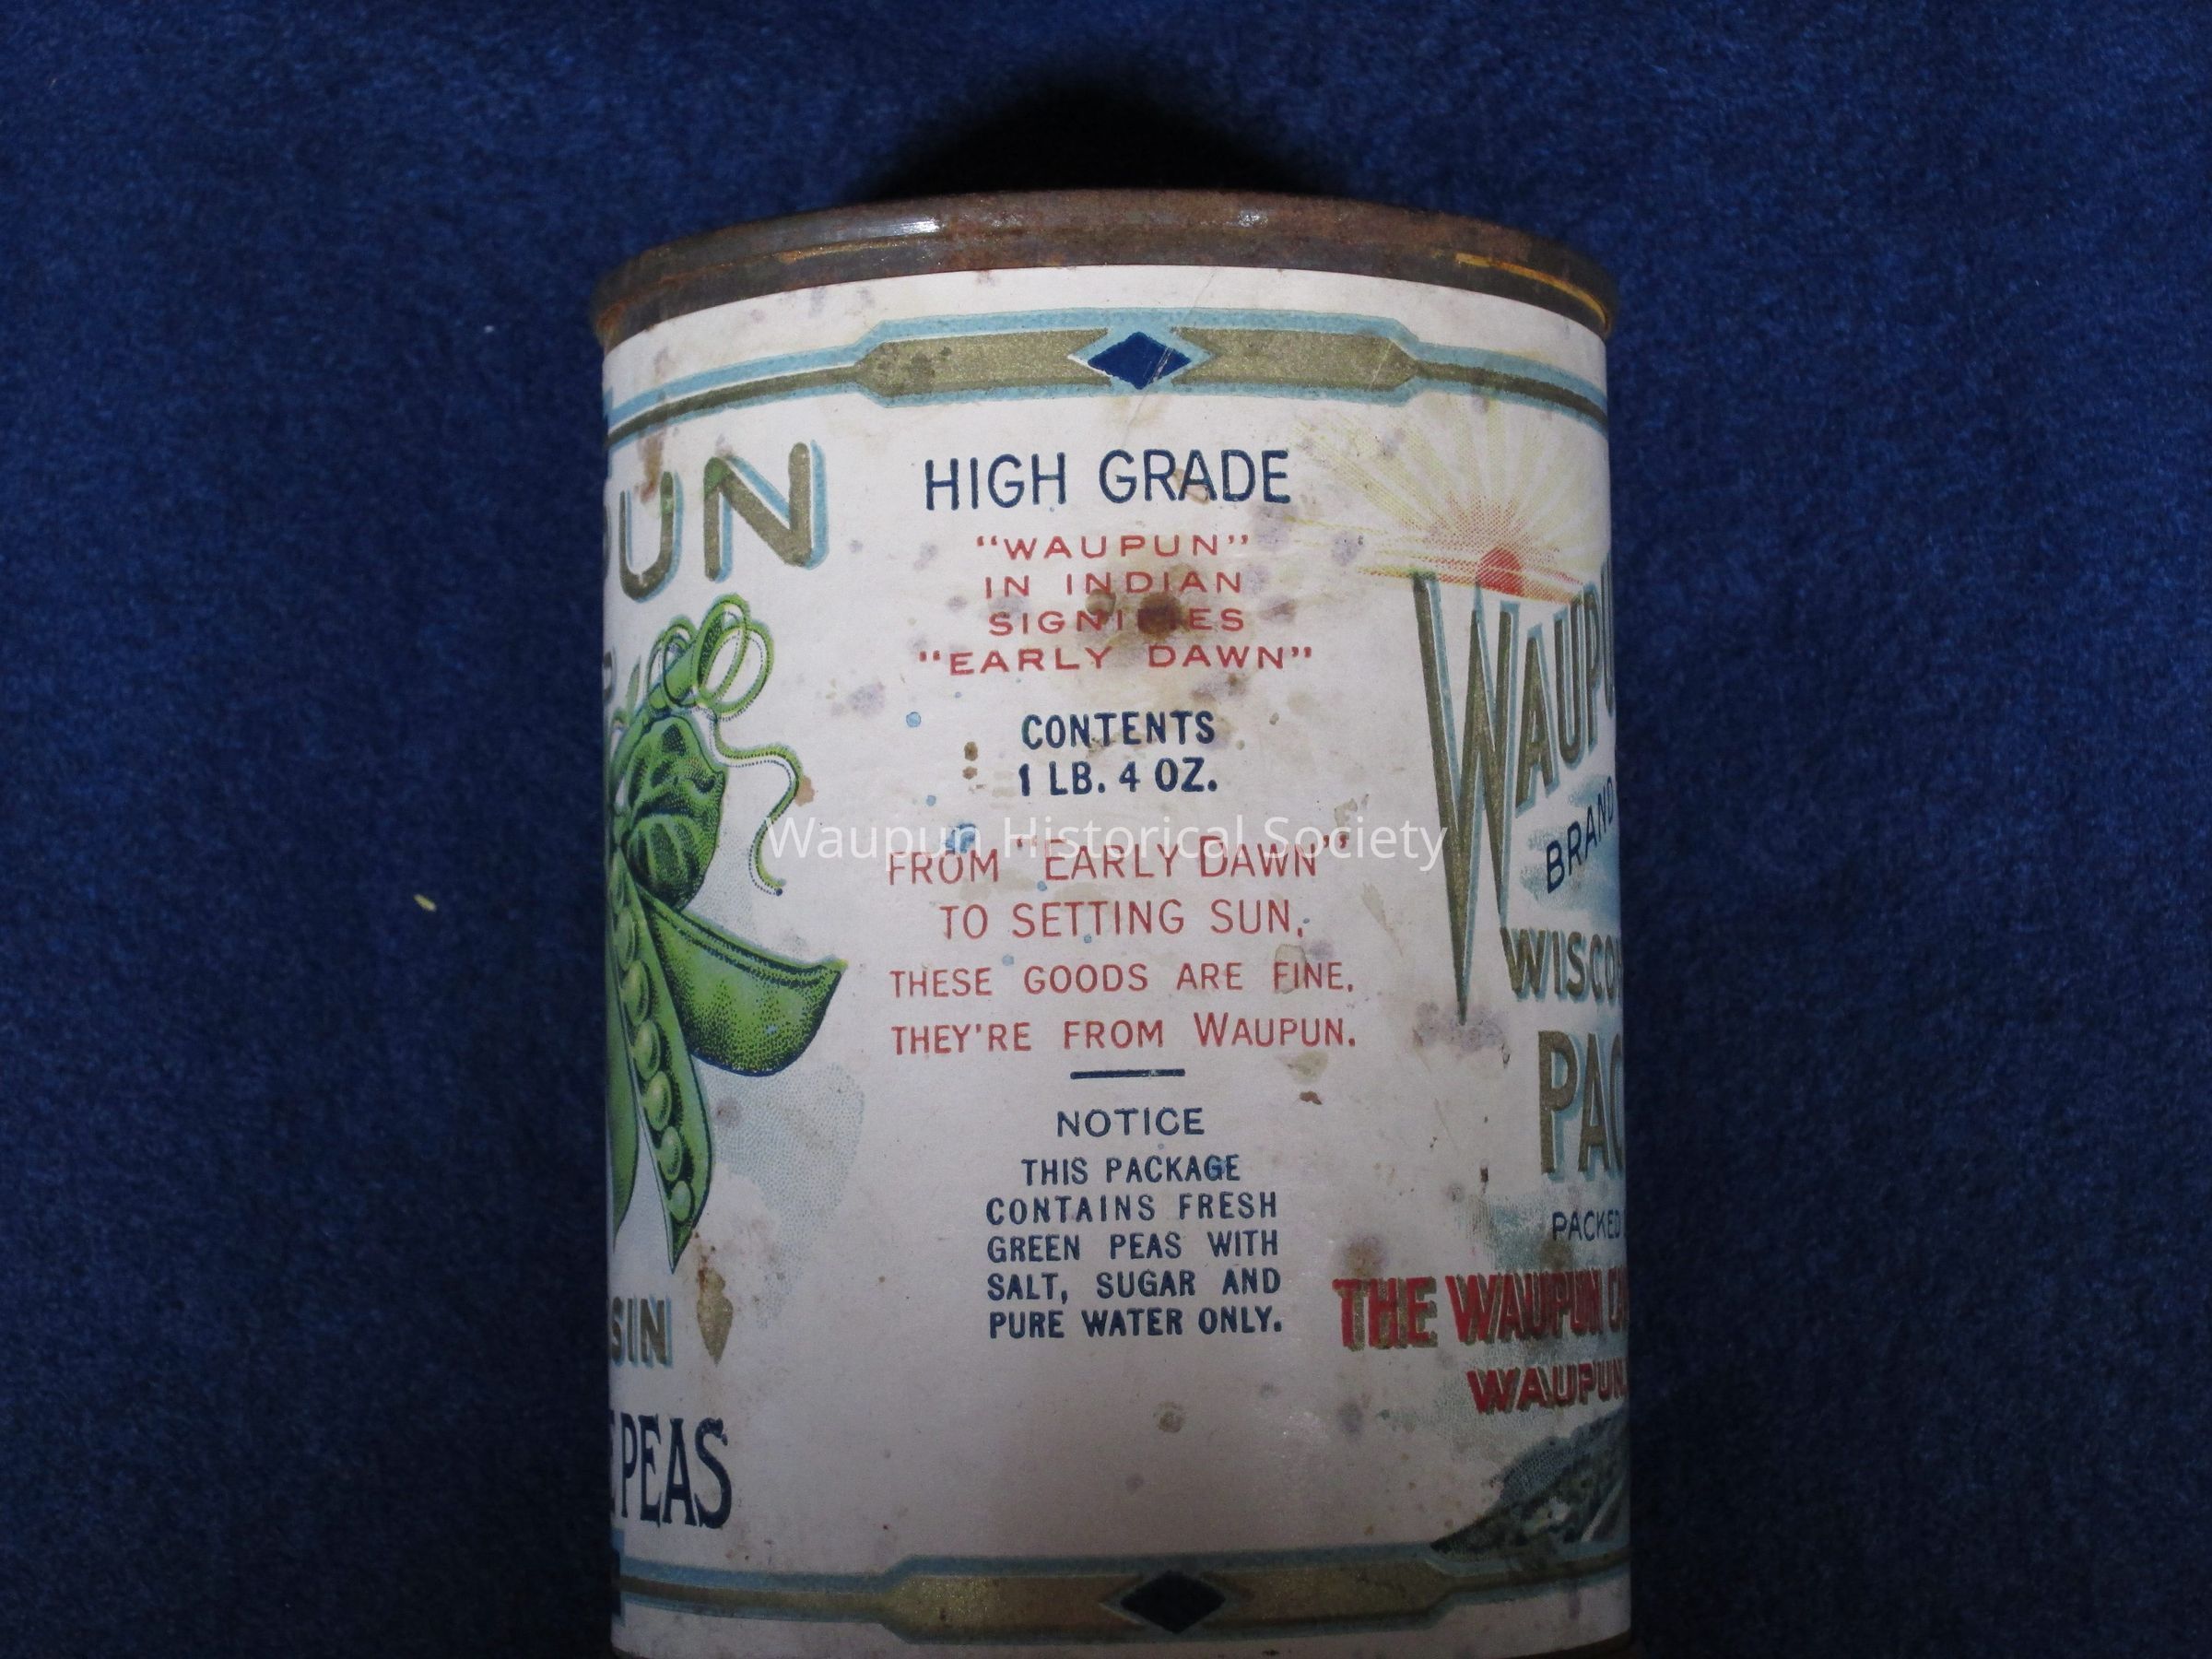 PUN
SIN
PEAS
HIGH GRADE
"WAUPUN"
IN INDIAN
SIGNIFIES
"EARLY DAWN"
CONTENTS
1 LB. 4 OZ.
Waupun Historical Society
FROM "EARLY DAWN"
TO SETTING SUN,
THESE GOODS ARE FINE,
THEY'RE FROM WAUPUN.
NOTICE
THIS PACKAGE
CONTAINS FRESH
GREEN PEAS WITH
SALT, SUGAR AND
PURE WATER ONLY.
WAUPU
BRAND
WISCO
PAC
PACKED
THE WAUPUN CA
WAUPUN